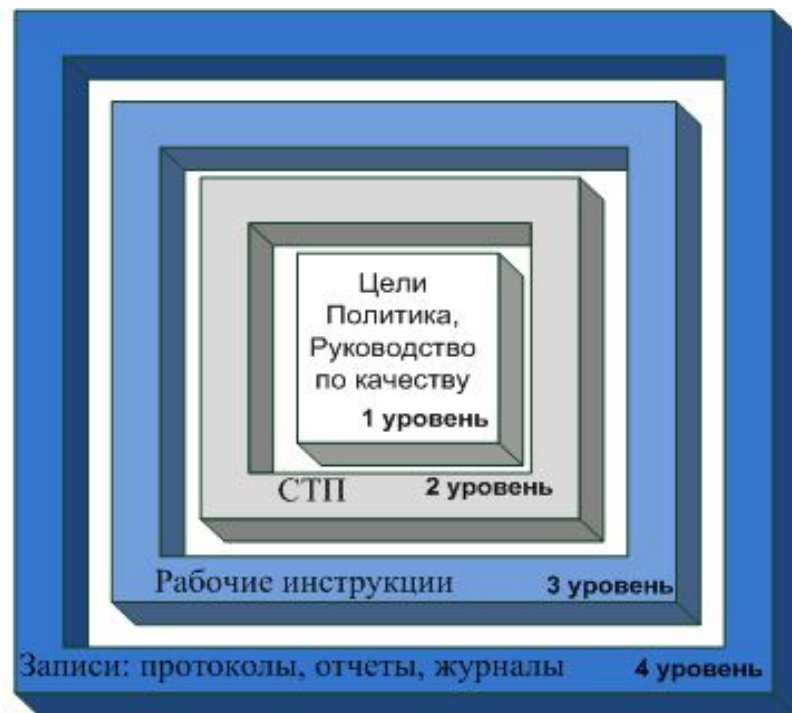 Цели
Политика,
Руководство
по качеству
1 уровень
СТП 2 уровень
Рабочие инструкции 3 уровень
Записи: протоколы, отчеты, журналы 4 уровень